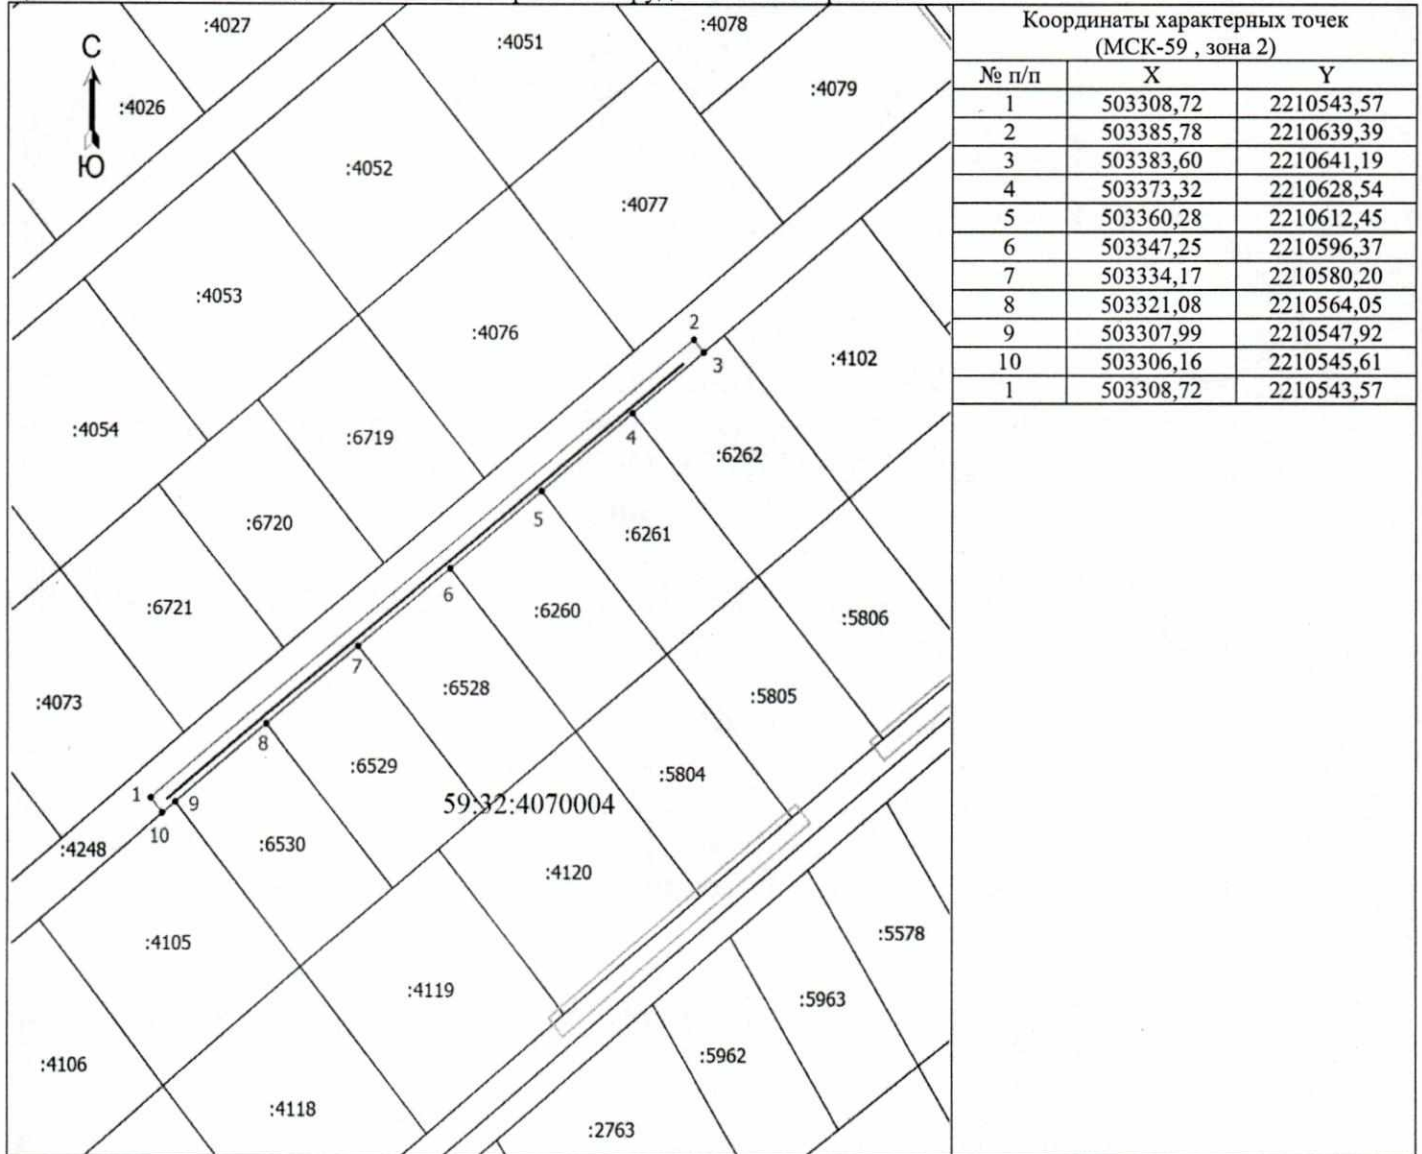 С
Ю
:4027
:4051
:4078
:4026
:4079
:4052
:4077
:4053
:4076
2
3
:4102
:4054
:6719
4
:6262
:6720
5
:6261
6
:6721
:6260
:5806
7
:6528
:4073
:5805
8
:6529
:5804
1
9
59:32:4070004
10
:6530
:4248
:4120
:4105
:5578
:4119
:5963
:4106
:5962
:4118
:2763
Координаты характерных точек
(МСК-59 , зона 2)
№ п/п X Y
1 503308,72 2210543,57
2 503385,78 2210639,39
3 503383,60 2210641,19
4 503373,32 2210628,54
5 503360,28 2210612,45
6 503347,25 2210596,37
7 503334,17 2210580,20
8 503321,08 2210564,05
9 503307,99 2210547,92
10 503306,16 2210545,61
1 503308,72 2210543,57